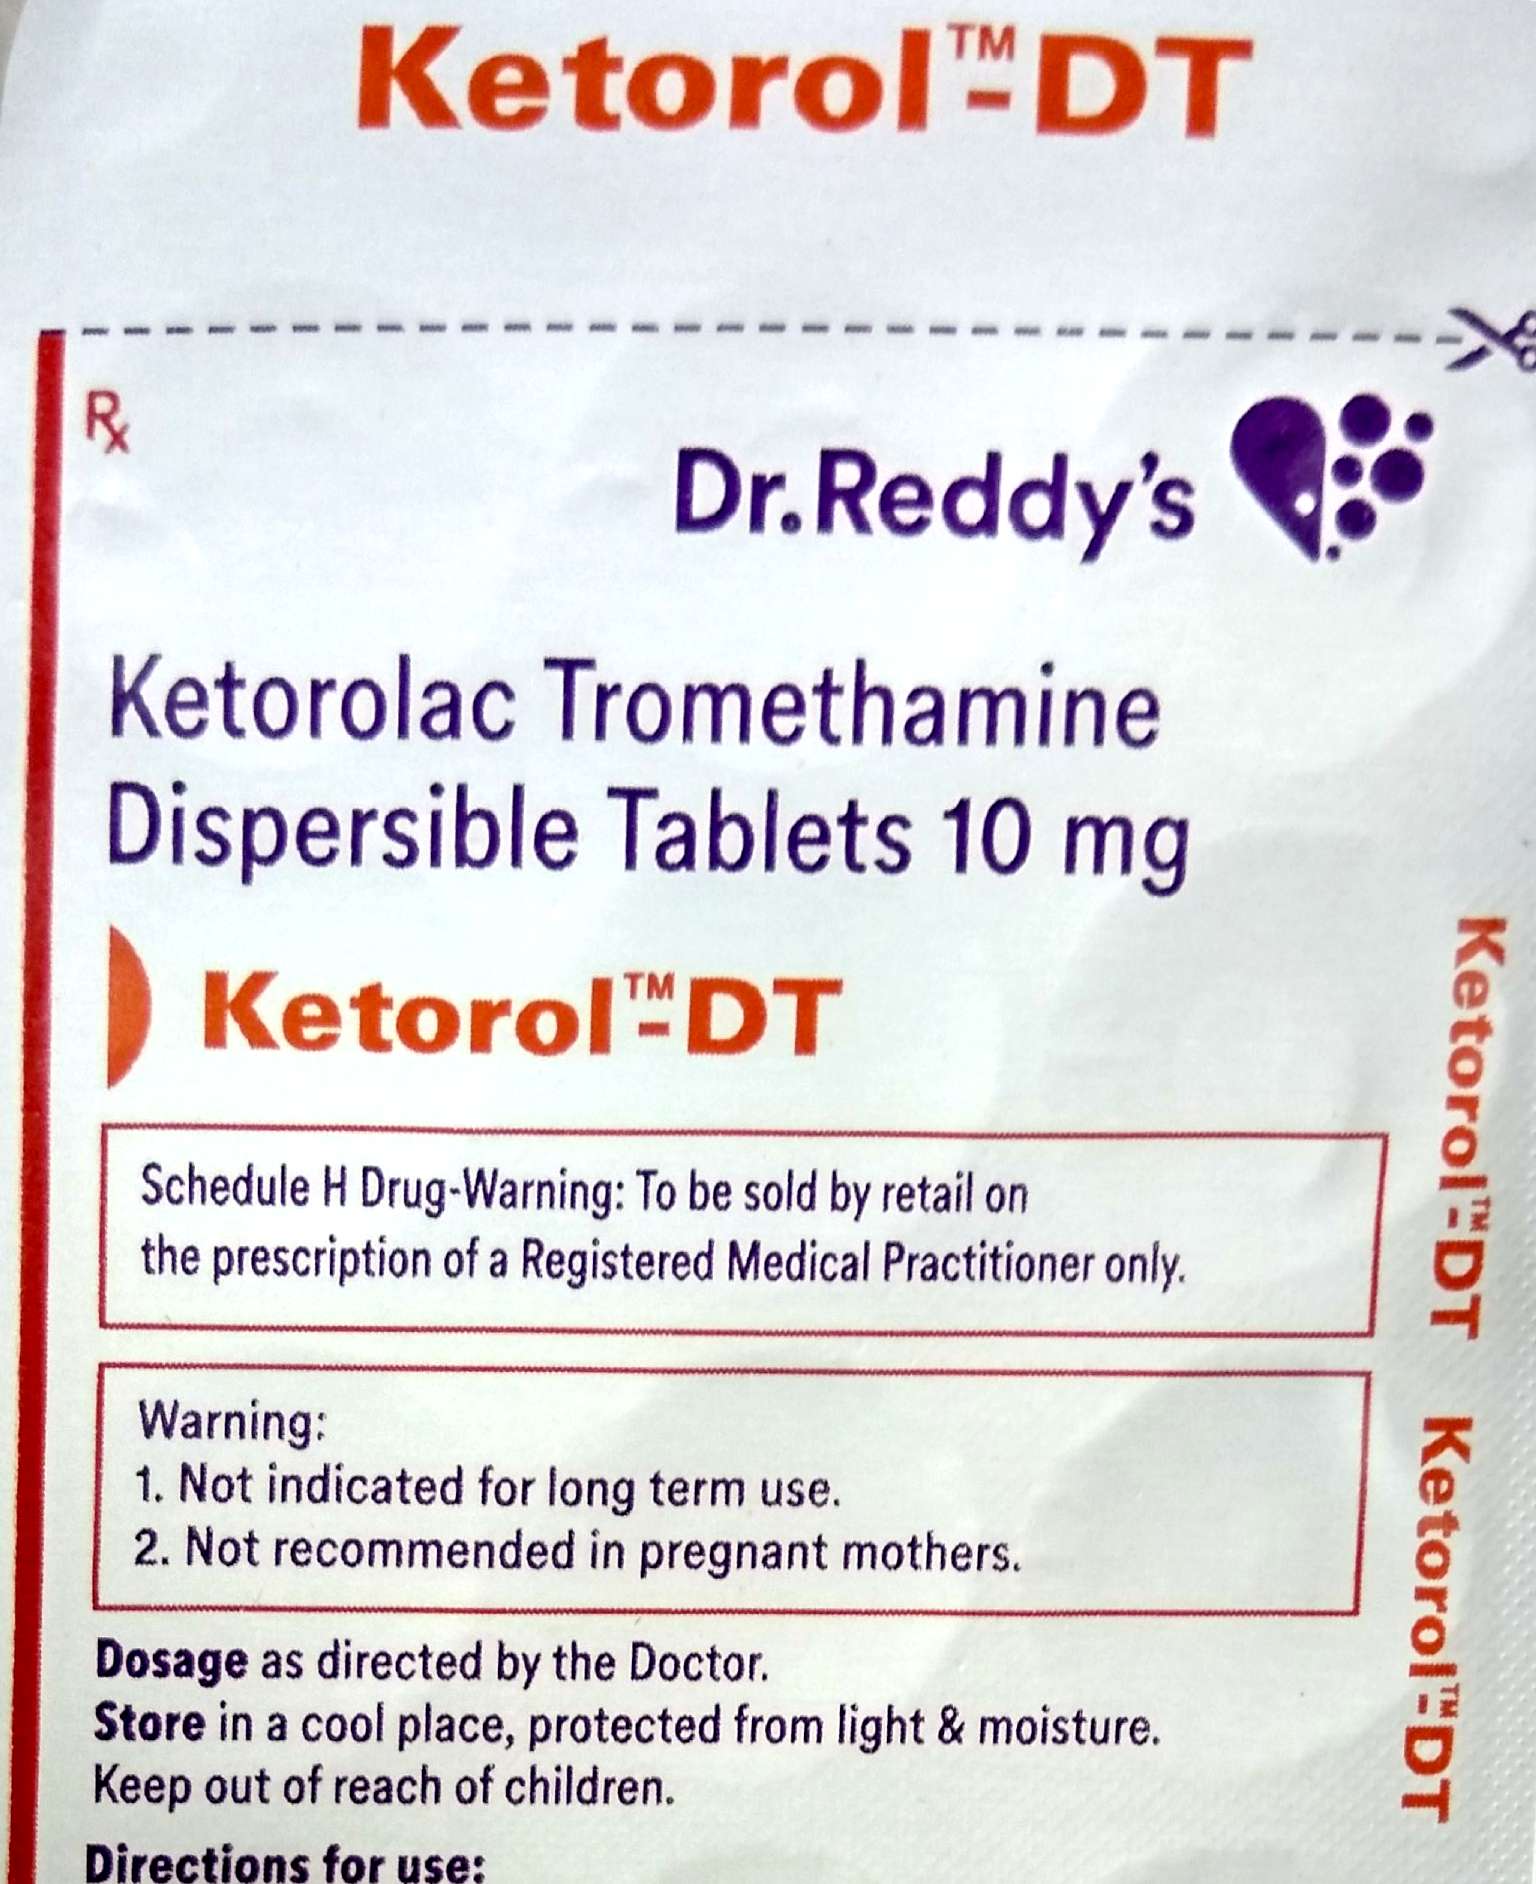 Ketorol™-DT
Rx
Dr.Reddy's
Ketorolac Tromethamine
Dispersible Tablets 10 mg
Ketorol™-DT
Schedule H Drug-Warning: To be sold by retail on
the prescription of a Registered Medical Practitioner only.
Warning:
1. Not indicated for long term use.
2. Not recommended in pregnant mothers.
Dosage as directed by the Doctor.
Store in a cool place, protected from light & moisture.
Keep out of reach of children.
Directions for use:
Ketorol™-DT
Ketorol™-DT